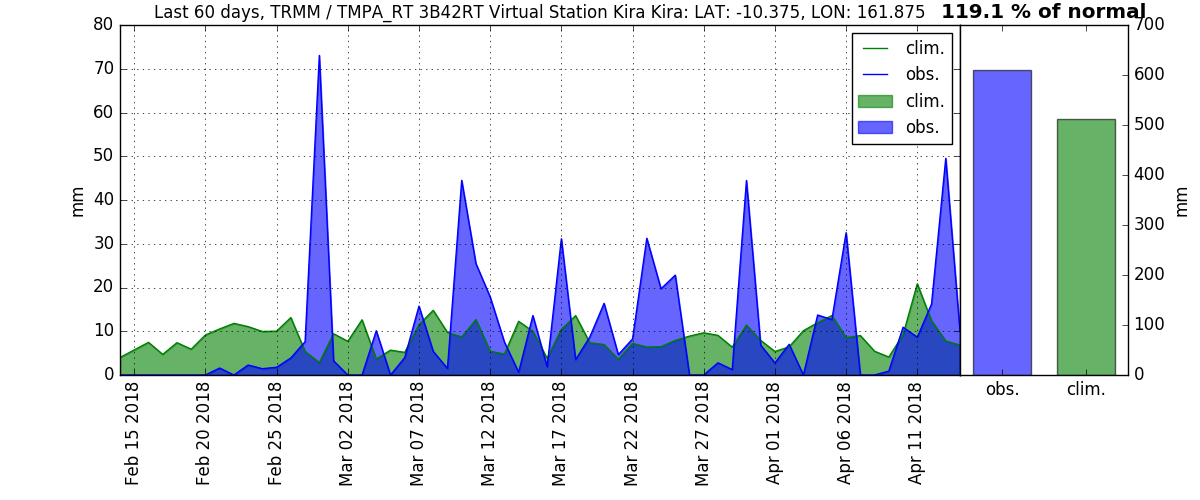 Last 60 days, TRMM / TMPA_RT 3B42RT Virtual Station Kira Kira: LAT: -10.375, LON: 161.875 119.1 % of normal
80
70
60
50
40
30
20
10
0
mm
clim.
obs.
clim.
obs.
700
600
500
400
300
200
100
0
mm
obs.
clim.
Feb 15 2018
Feb 20 2018
Feb 25 2018
Mar 02 2018
Mar 07 2018
Mar 12 2018
Mar 17 2018
Mar 22 2018
Mar 27 2018
Apr 01 2018
Apr 06 2018
Apr 11 2018